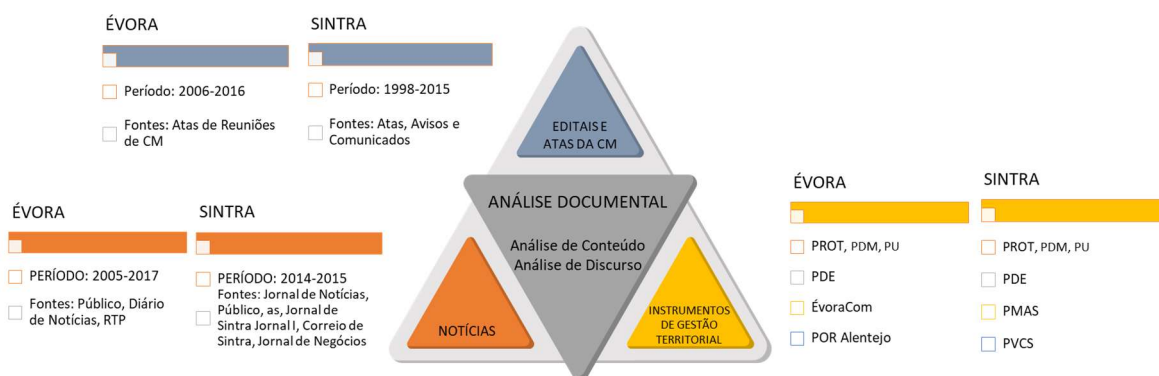 ÉVORA
Período: 2006-2016
Fontes: Atas de Reuniões
de CM
SINTRA
Período: 1998-2015
Fontes: Atas, Avisos e
Comunicados
EDITAIS E
ATAS DA CM
ANÁLISE DOCUMENTAL
Análise de Conteúdo
Análise de Discurso
NOTÍCIAS
INSTRUMENTOS
DE GESTÃO
TERRITORIAL
ÉVORA
PERÍODO: 2005-2017
Fontes: Público, Diário
de Notícias, RTP
SINTRA
PERÍODO: 2014-2015
Fontes: Jornal de Notícias,
Público, as, Jornal de
Sintra Jornal I, Correio de
Sintra, Jornal de Negócios
ÉVORA
PROT, PDM, PU
PDE
ÉvoraCom
POR Alentejo
SINTRA
PROT, PDM, PU
PDE
PMAS
PVCS